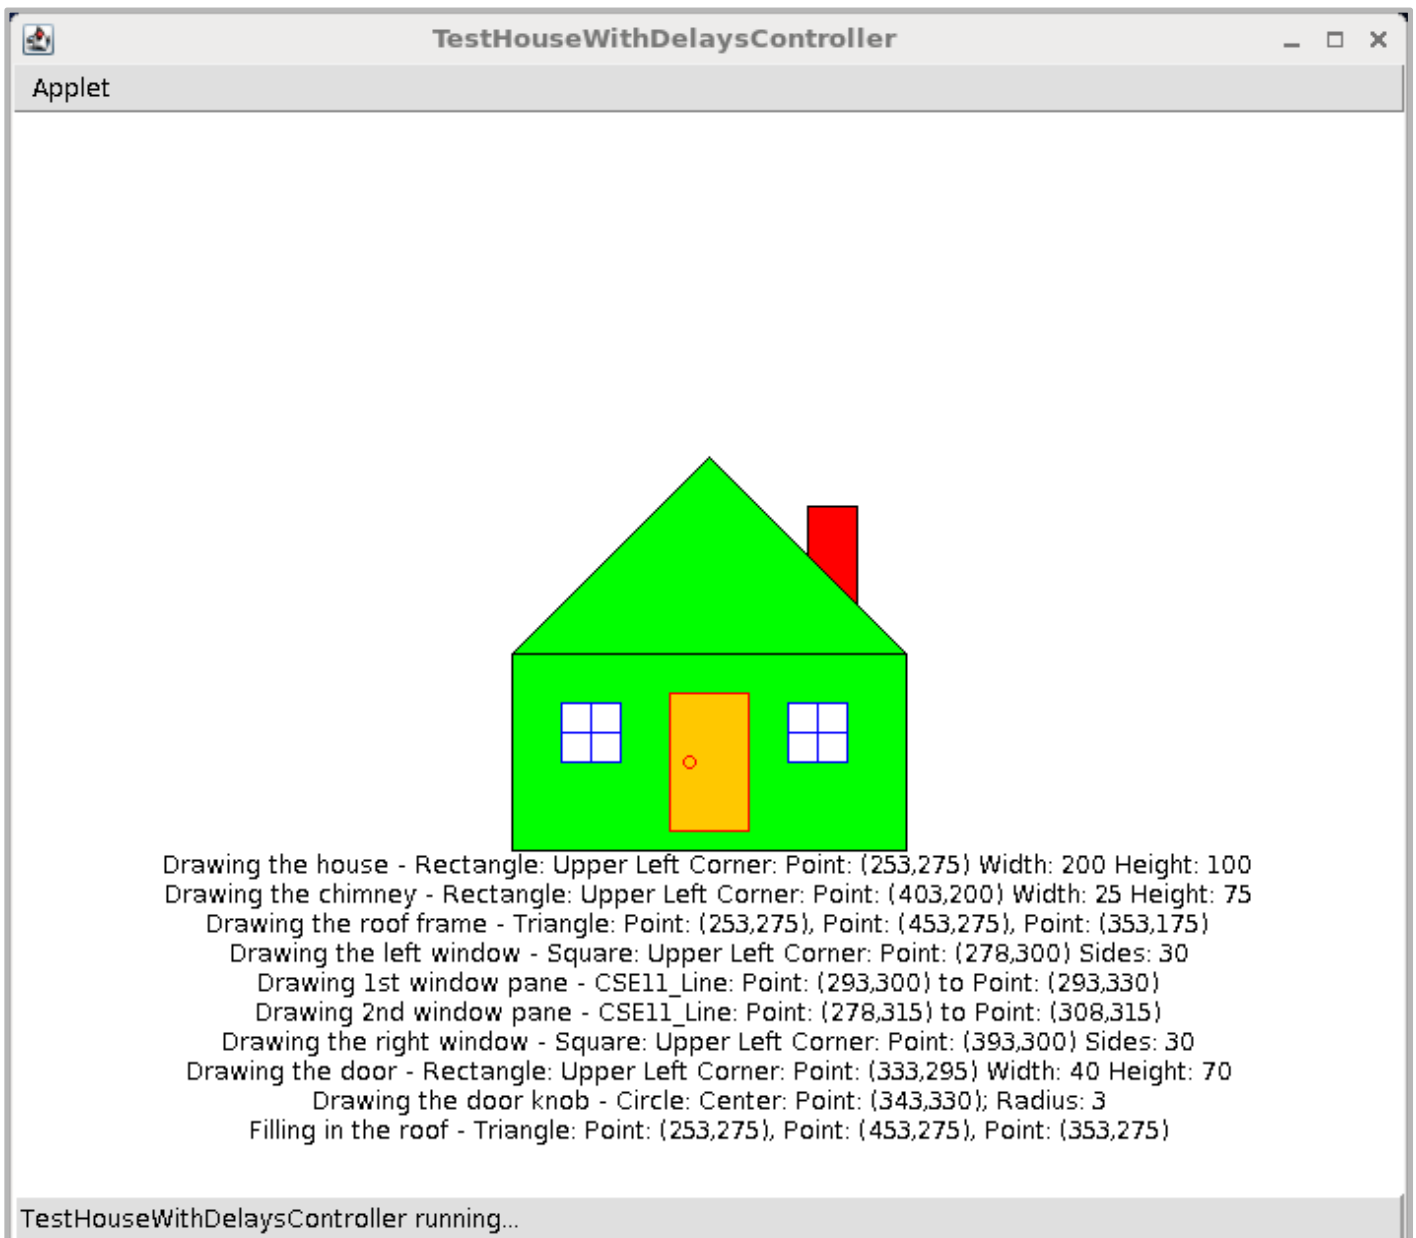 TestHouseWithDelaysController
Applet
Drawing the house - Rectangle: Upper Left Corner: Point: (253,275) Width: 200 Height: 100
Drawing the chimney - Rectangle: Upper Left Corner: Point: (403,200) Width: 25 Height: 75
Drawing the roof frame - Triangle: Point: (253,275), Point: (453,275), Point: (353,175)
Drawing the left window - Square: Upper Left Corner: Point: (278,300) Sides: 30
Drawing 1st window pane - CSE11_Line: Point: (293,300) to Point: (293,330)
Drawing 2nd window pane - CSE11_Line: Point: (278,315) to Point: (308,315)
Drawing the right window - Square: Upper Left Corner: Point: (393,300) Sides: 30
Drawing the door - Rectangle: Upper Left Corner: Point: (333,295) Width: 40 Height: 70
Drawing the door knob - Circle: Center: Point: (343,330); Radius: 3
Filling in the roof - Triangle: Point: (253,275), Point: (453,275), Point: (353,275)
TestHouseWithDelaysController running...